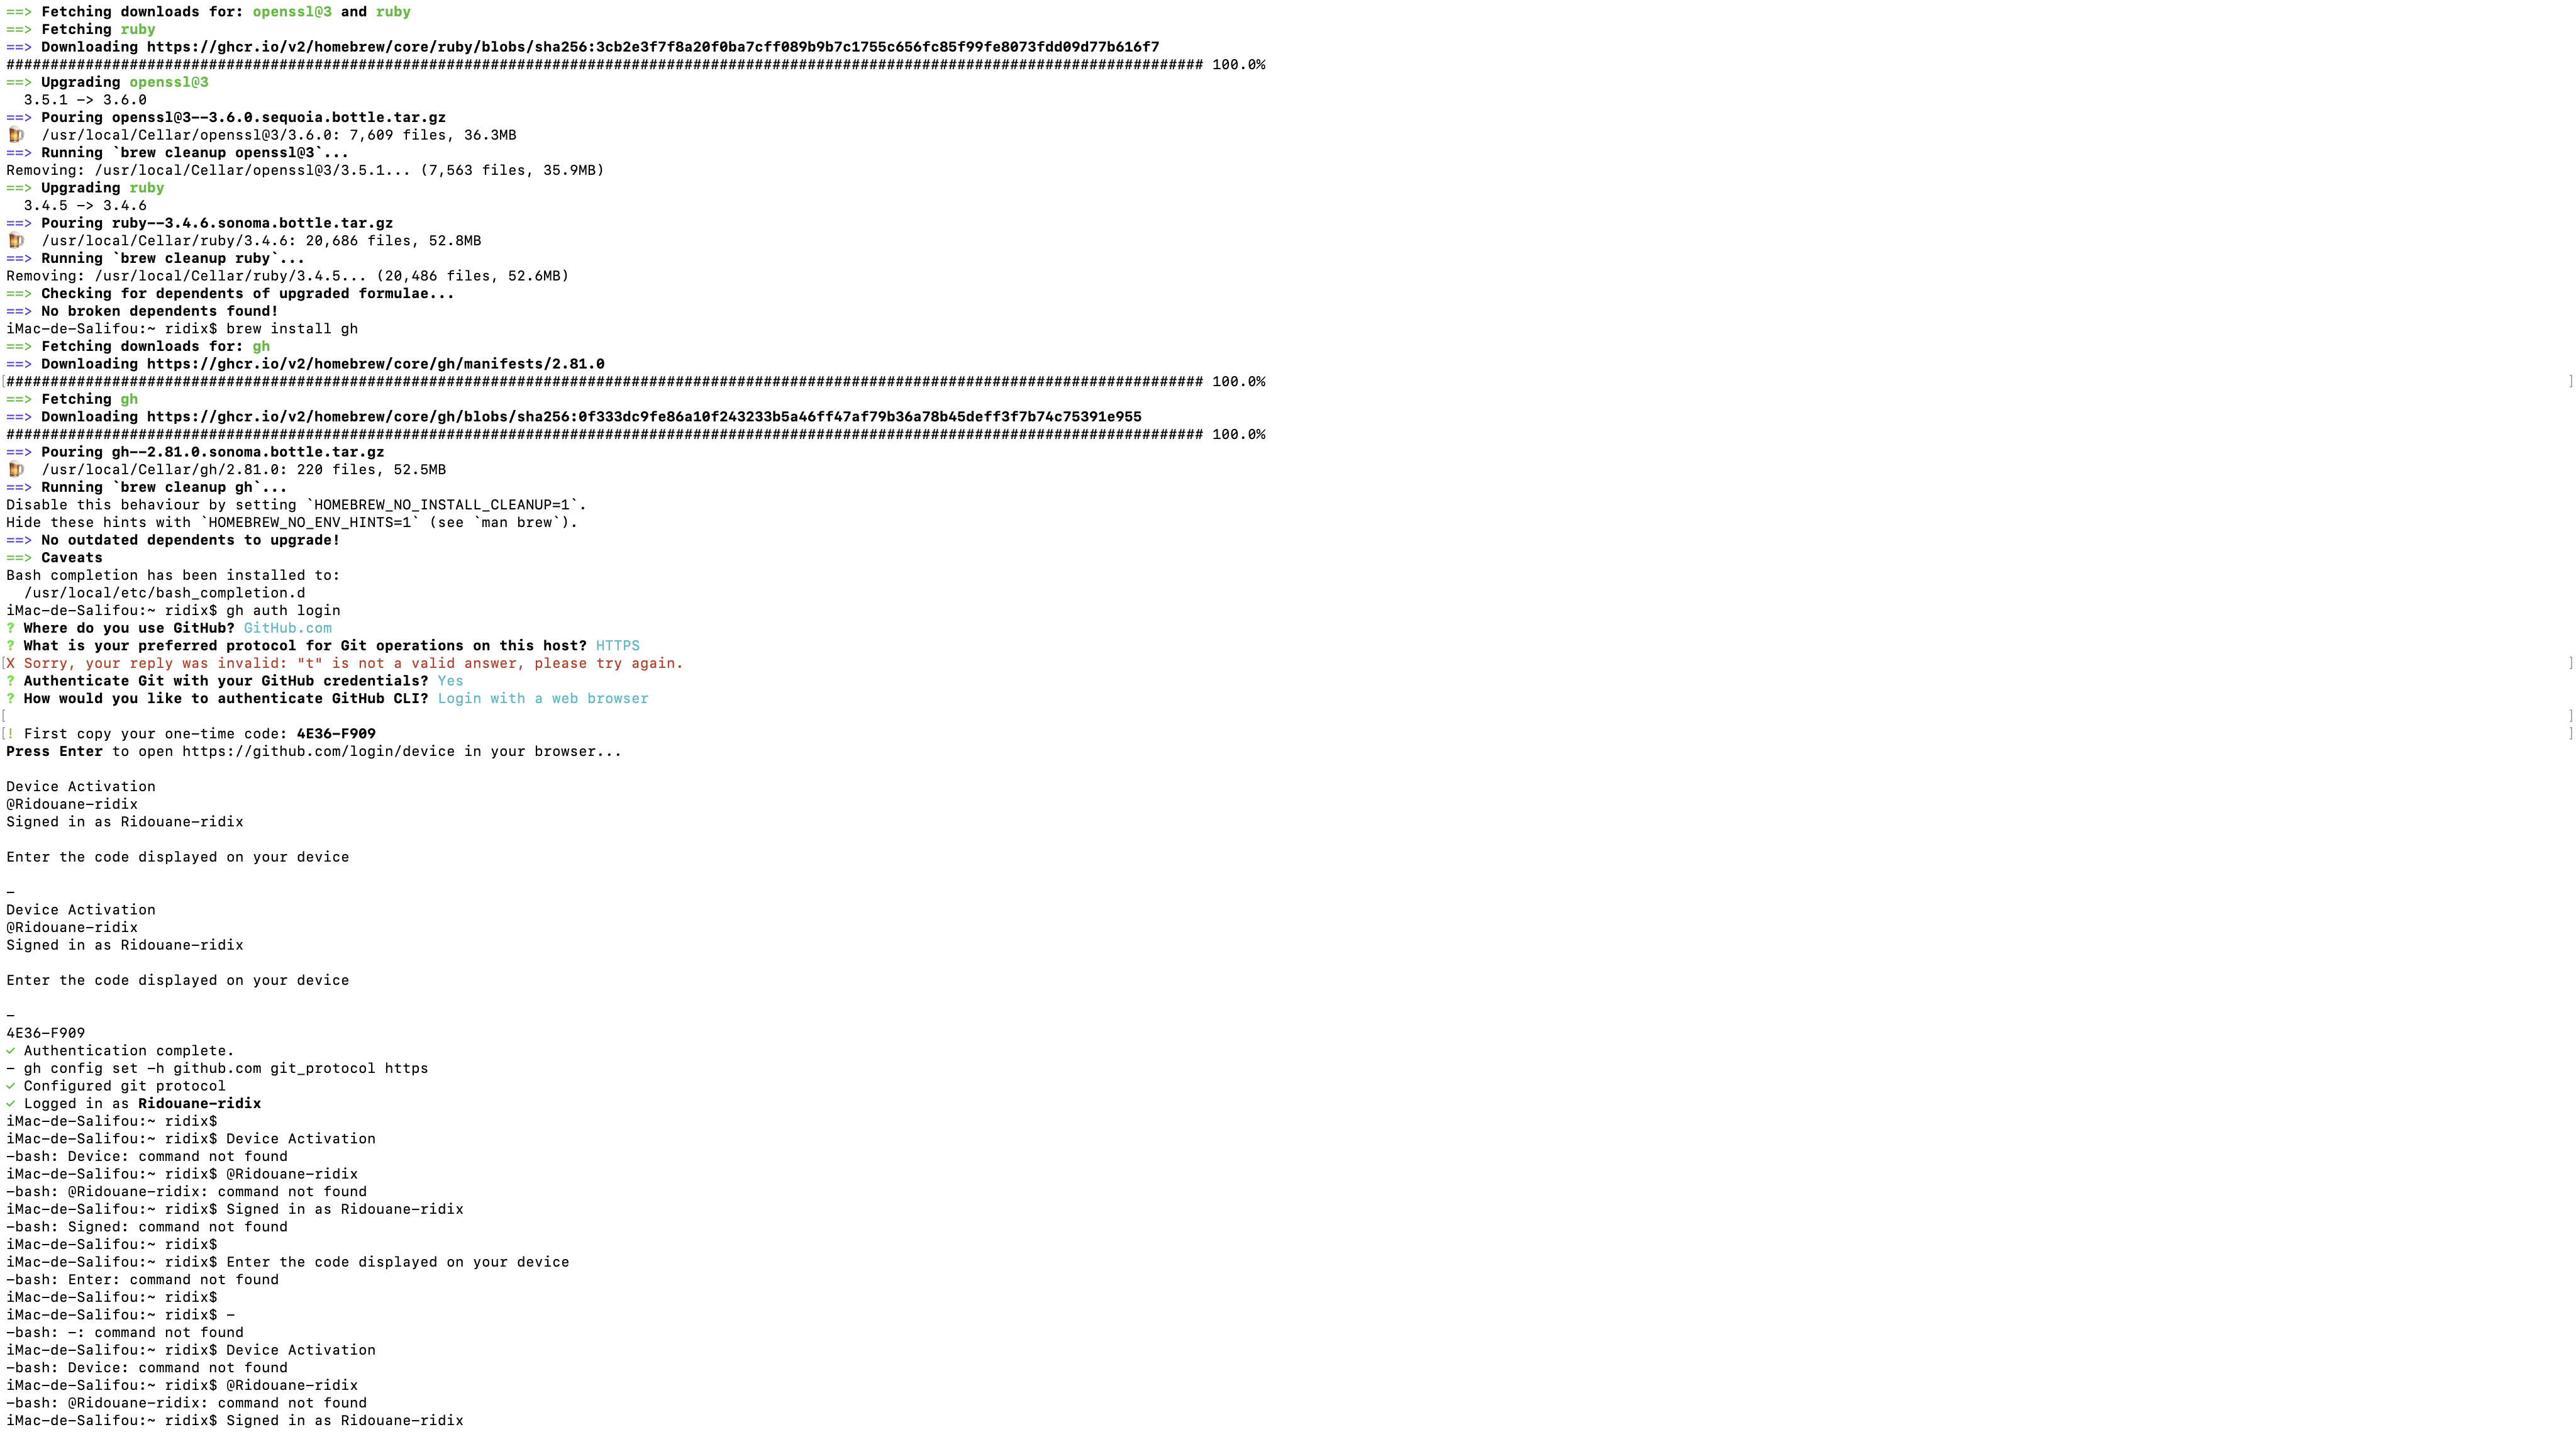 ==> Fetching downloads for: openssl@3 and ruby
==> Fetching ruby
==> Downloading https://ghcr.io/v2/homebrew/core/ruby/blobs/sha256:3cb2e3f7f8a20f0ba7cff089b9b7c1755c656fc85f99fe8073fdd09d77b616f7
######################################################################################################################################## 100.0%
==> Upgrading openssl@3
  3.5.1 -> 3.6.0
==> Pouring openssl@3--3.6.0.sequoia.bottle.tar.gz
🍺  /usr/local/Cellar/openssl@3/3.6.0: 7,609 files, 36.3MB
==> Running `brew cleanup openssl@3`...
Removing: /usr/local/Cellar/openssl@3/3.5.1... (7,563 files, 35.9MB)
==> Upgrading ruby
  3.4.5 -> 3.4.6
==> Pouring ruby--3.4.6.sonoma.bottle.tar.gz
🍺  /usr/local/Cellar/ruby/3.4.6: 20,686 files, 52.8MB
==> Running `brew cleanup ruby`...
Removing: /usr/local/Cellar/ruby/3.4.5... (20,486 files, 52.6MB)
==> Checking for dependents of upgraded formulae...
==> No broken dependents found!
iMac-de-Salifou:~ ridix$ brew install gh
==> Fetching downloads for: gh
==> Downloading https://ghcr.io/v2/homebrew/core/gh/manifests/2.81.0
[######################################################################################################################################## 100.0% ]
==> Fetching gh
==> Downloading https://ghcr.io/v2/homebrew/core/gh/blobs/sha256:0f333dc9fe86a10f243233b5a46ff47af79b36a78b45deff3f7b74c75391e955
######################################################################################################################################## 100.0%
==> Pouring gh--2.81.0.sonoma.bottle.tar.gz
🍺  /usr/local/Cellar/gh/2.81.0: 220 files, 52.5MB
==> Running `brew cleanup gh`...
Disable this behaviour by setting `HOMEBREW_NO_INSTALL_CLEANUP=1`.
Hide these hints with `HOMEBREW_NO_ENV_HINTS=1` (see `man brew`).
==> No outdated dependents to upgrade!
==> Caveats
Bash completion has been installed to:
  /usr/local/etc/bash_completion.d
iMac-de-Salifou:~ ridix$ gh auth login
? Where do you use GitHub? GitHub.com
? What is your preferred protocol for Git operations on this host? HTTPS
[X Sorry, your reply was invalid: "t" is not a valid answer, please try again. ]
? Authenticate Git with your GitHub credentials? Yes
? How would you like to authenticate GitHub CLI? Login with a web browser
[ ]
[! First copy your one-time code: 4E36-F909 ]
Press Enter to open https://github.com/login/device in your browser...
Device Activation
@Ridouane-ridix
Signed in as Ridouane-ridix
Enter the code displayed on your device
-
Device Activation
@Ridouane-ridix
Signed in as Ridouane-ridix
Enter the code displayed on your device
-
4E36-F909
✓ Authentication complete.
- gh config set -h github.com git_protocol https
✓ Configured git protocol
✓ Logged in as Ridouane-ridix
iMac-de-Salifou:~ ridix$
iMac-de-Salifou:~ ridix$ Device Activation
-bash: Device: command not found
iMac-de-Salifou:~ ridix$ @Ridouane-ridix
-bash: @Ridouane-ridix: command not found
iMac-de-Salifou:~ ridix$ Signed in as Ridouane-ridix
-bash: Signed: command not found
iMac-de-Salifou:~ ridix$
iMac-de-Salifou:~ ridix$ Enter the code displayed on your device
-bash: Enter: command not found
iMac-de-Salifou:~ ridix$
iMac-de-Salifou:~ ridix$ -
-bash: -: command not found
iMac-de-Salifou:~ ridix$ Device Activation
-bash: Device: command not found
iMac-de-Salifou:~ ridix$ @Ridouane-ridix
-bash: @Ridouane-ridix: command not found
iMac-de-Salifou:~ ridix$ Signed in as Ridouane-ridix